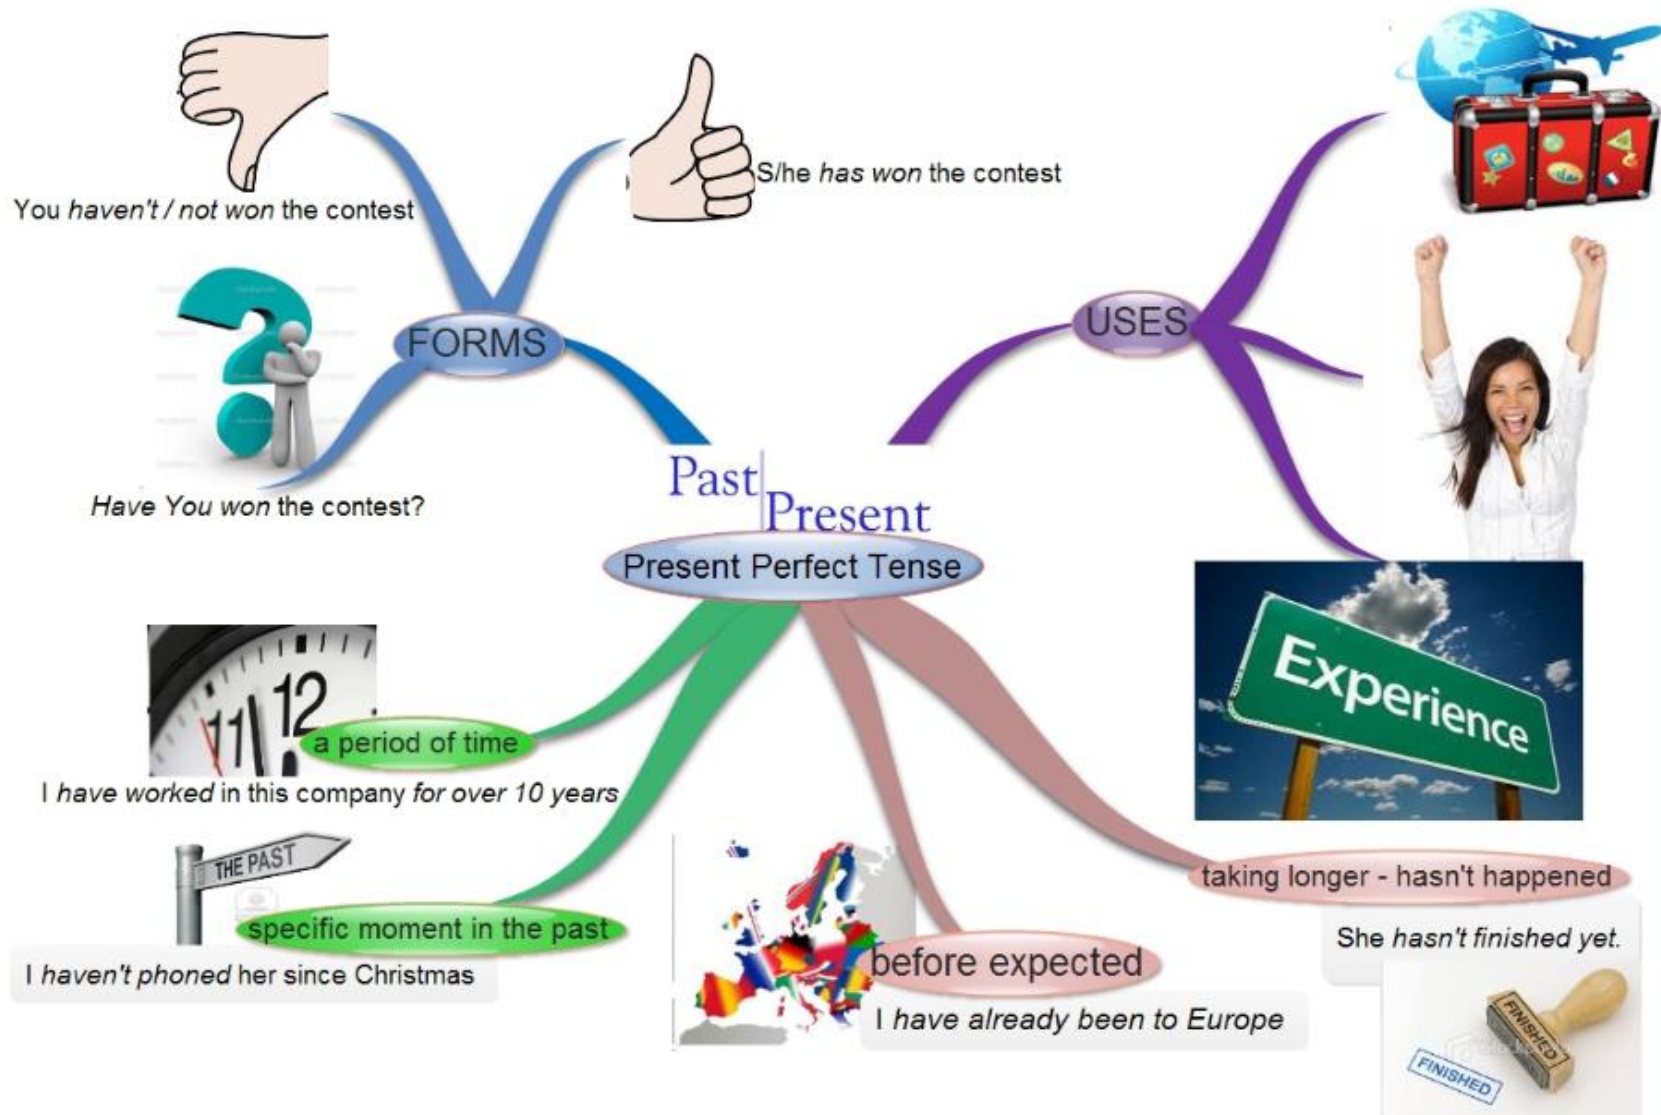 You haven't / not won the contest
S/he has won the contest
FORMS
USES
Have You won the contest?
Past
Present
Present Perfect Tense
Experience
12
11
a period of time
I have worked in this company for over 10 years
THE PAST
specific moment in the past
I haven't phoned her since Christmas
before expected
I have already been to Europe
taking longer - hasn't happened
She hasn't finished yet.
FINISHED
FINISHED